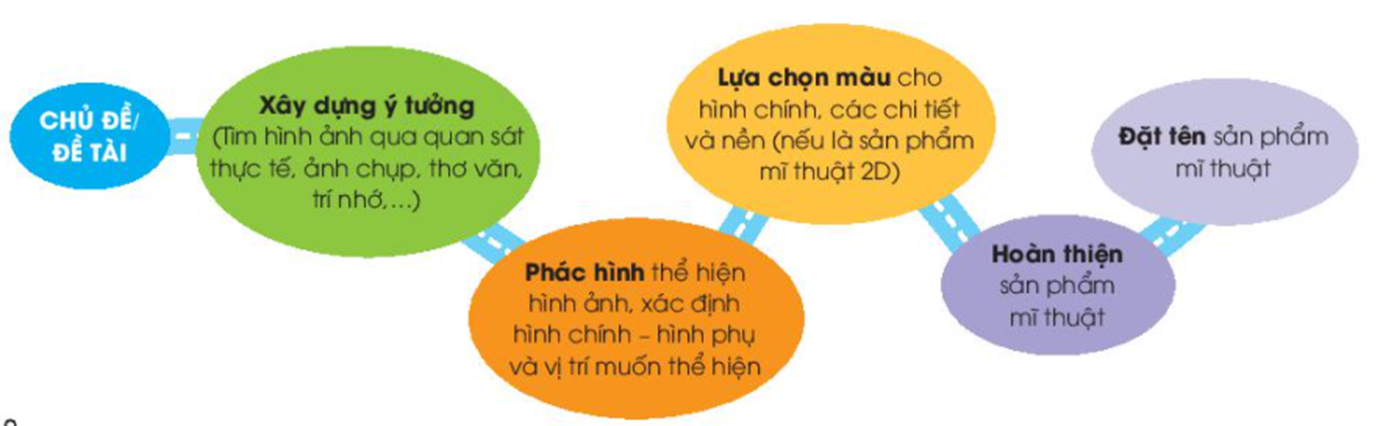 CHỦ ĐỀ/
ĐỀ TÀI
Xây dựng ý tưởng
(Tìm hình ảnh qua quan sát
thực tế, ảnh chụp, thơ văn,
trí nhớ,...)
Phác hình thể hiện
hình ảnh, xác định
hình chính – hình phụ
và vị trí muốn thể hiện
Lựa chọn màu cho
hình chính, các chi tiết
và nền (nếu là sản phẩm
mĩ thuật 2D)
Hoàn thiện
sản phẩm
mĩ thuật
Đặt tên sản phẩm
mĩ thuật